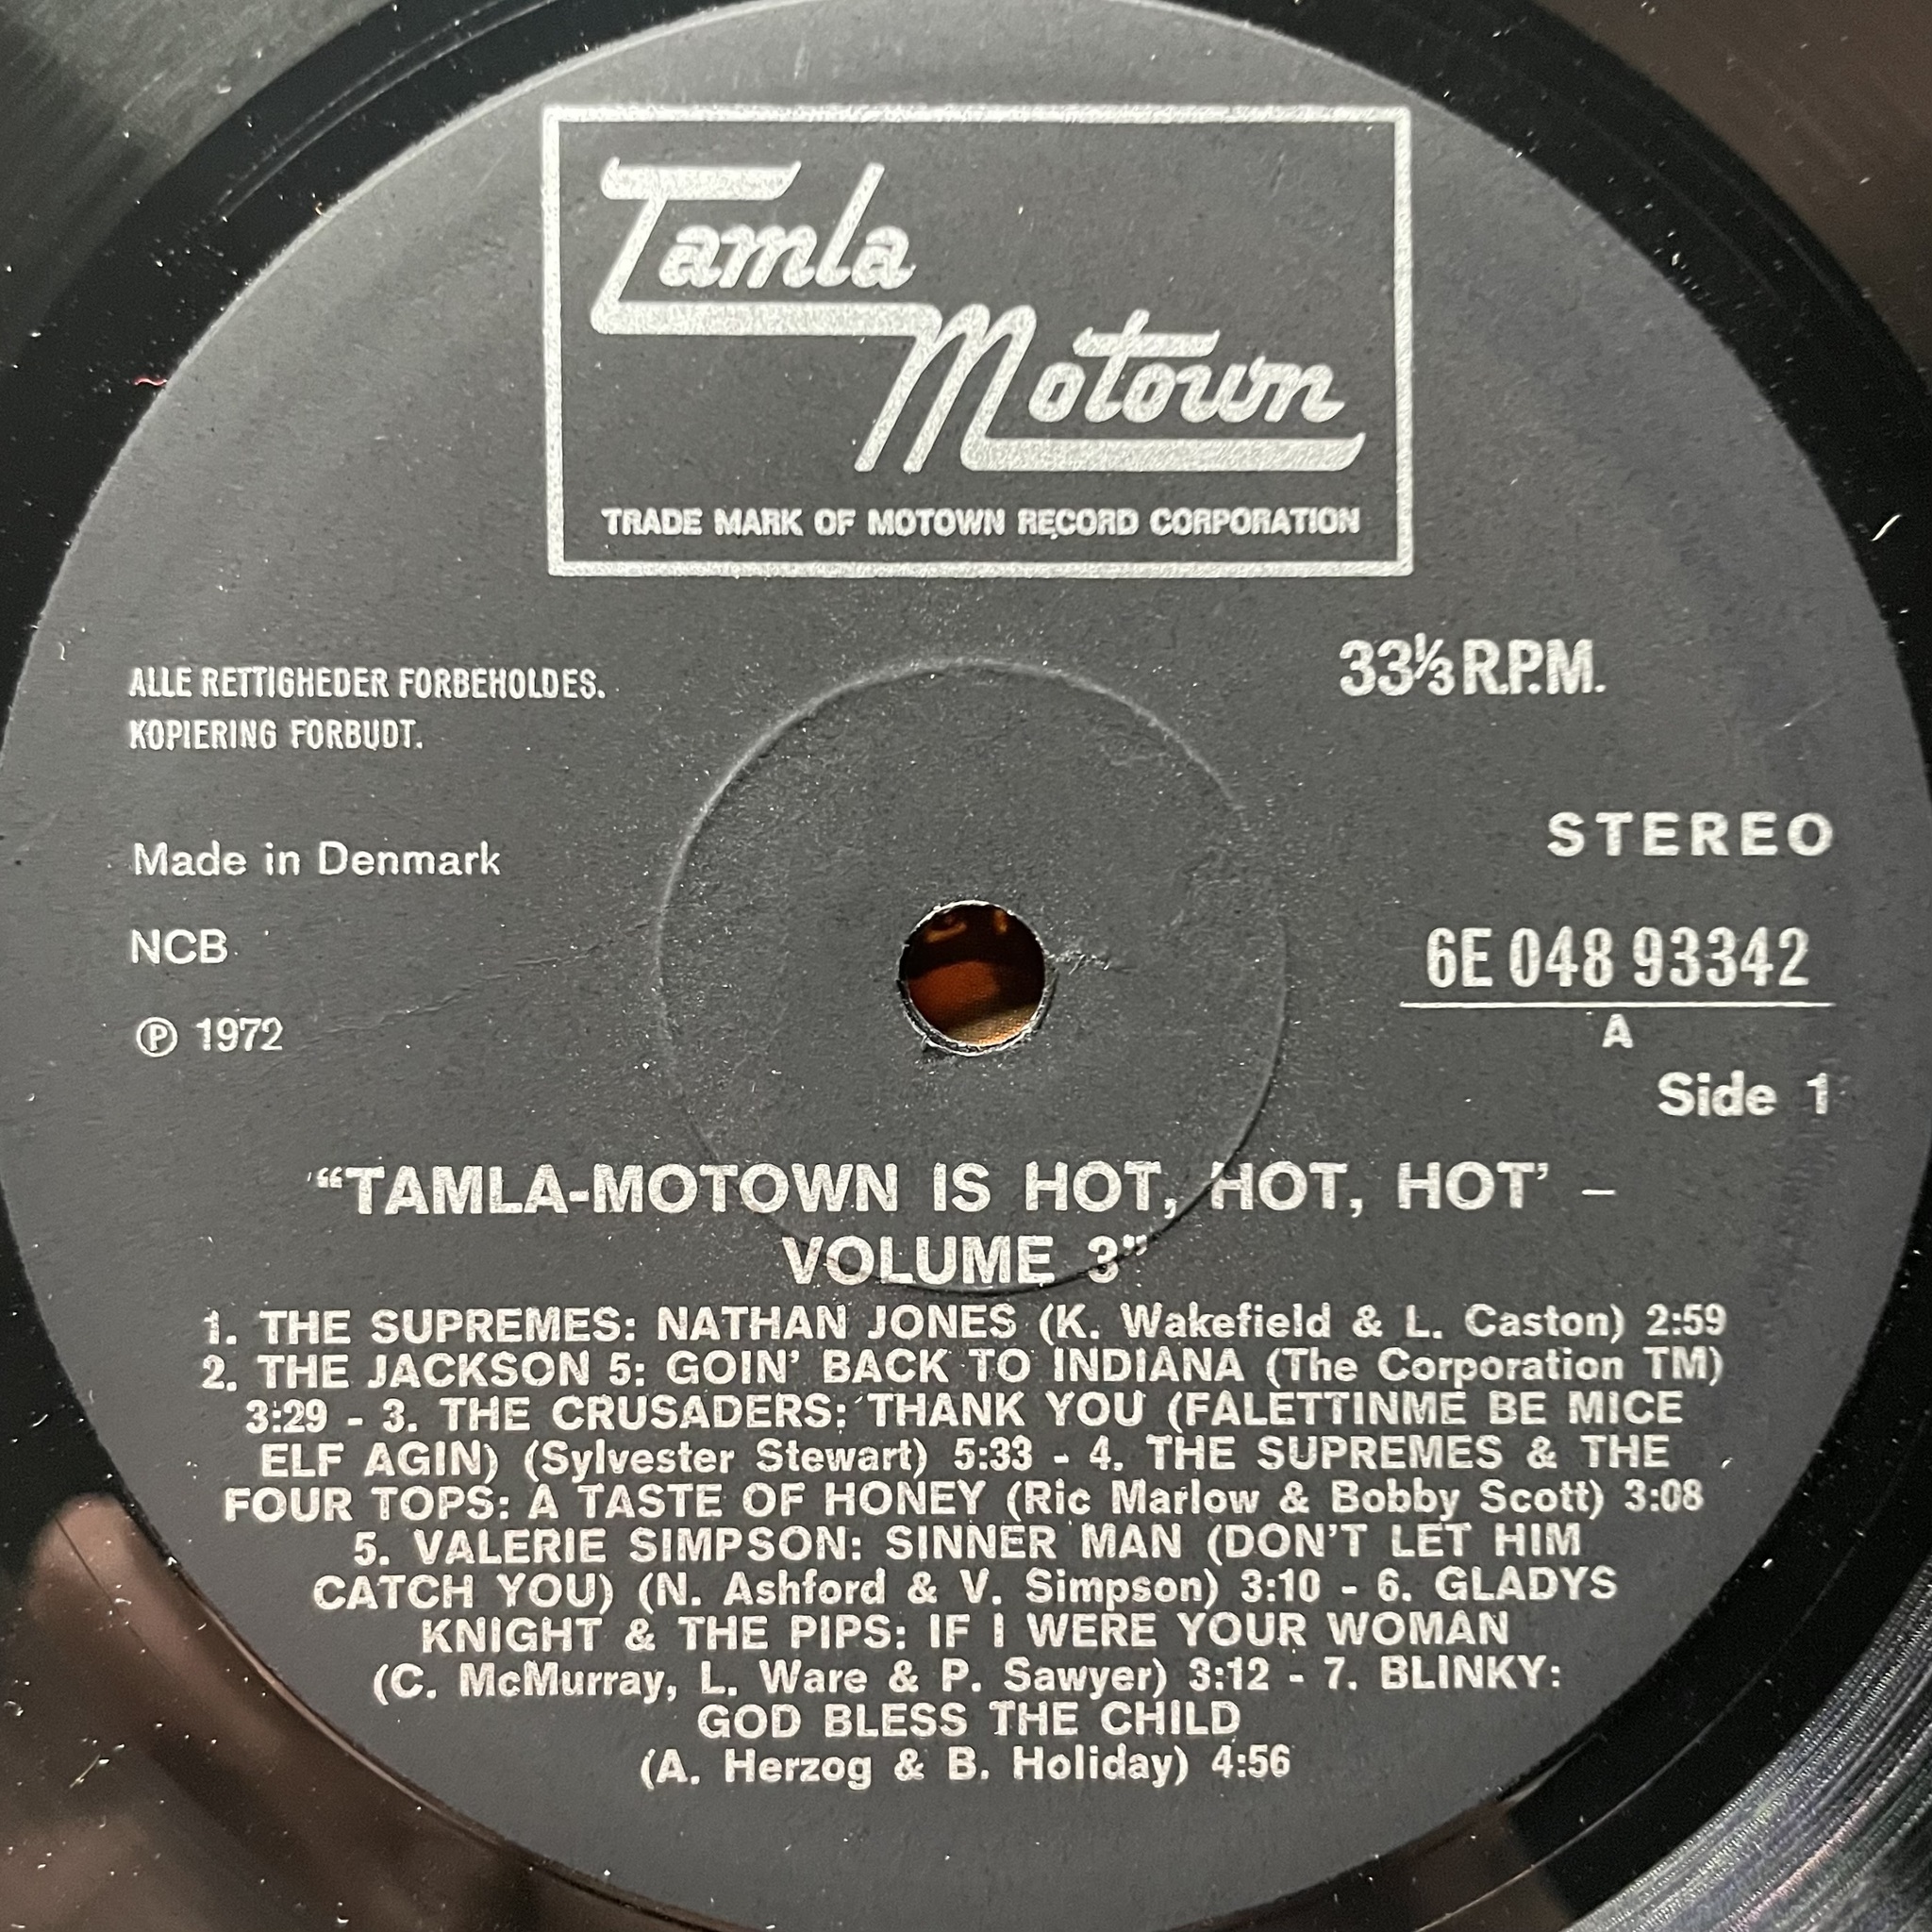 Tamla
Motown
TRADE MARK OF MOTOWN RECORD CORPORATION
33⅓ R.P.M.
ALLE RETTIGHEDER FORBEHOLDES.
KOPIERING FORBUDT.
STEREO
Made in Denmark
6E 048 93342
NCB
A
℗ 1972
Side 1
“TAMLA-MOTOWN IS HOT, HOT, HOT’ –
VOLUME 3”
1. THE SUPREMES: NATHAN JONES (K. Wakefield & L. Caston) 2:59
2. THE JACKSON 5: GOIN’ BACK TO INDIANA (The Corporation TM)
3:29 - 3. THE CRUSADERS: THANK YOU (FALETTINME BE MICE
ELF AGIN) (Sylvester Stewart) 5:33 - 4. THE SUPREMES & THE
FOUR TOPS: A TASTE OF HONEY (Ric Marlow & Bobby Scott) 3:08
5. VALERIE SIMPSON: SINNER MAN (DON’T LET HIM
CATCH YOU) (N. Ashford & V. Simpson) 3:10 - 6. GLADYS
KNIGHT & THE PIPS: IF I WERE YOUR WOMAN
(C. McMurray, L. Ware & P. Sawyer) 3:12 - 7. BLINKY:
GOD BLESS THE CHILD
(A. Herzog & B. Holiday) 4:56